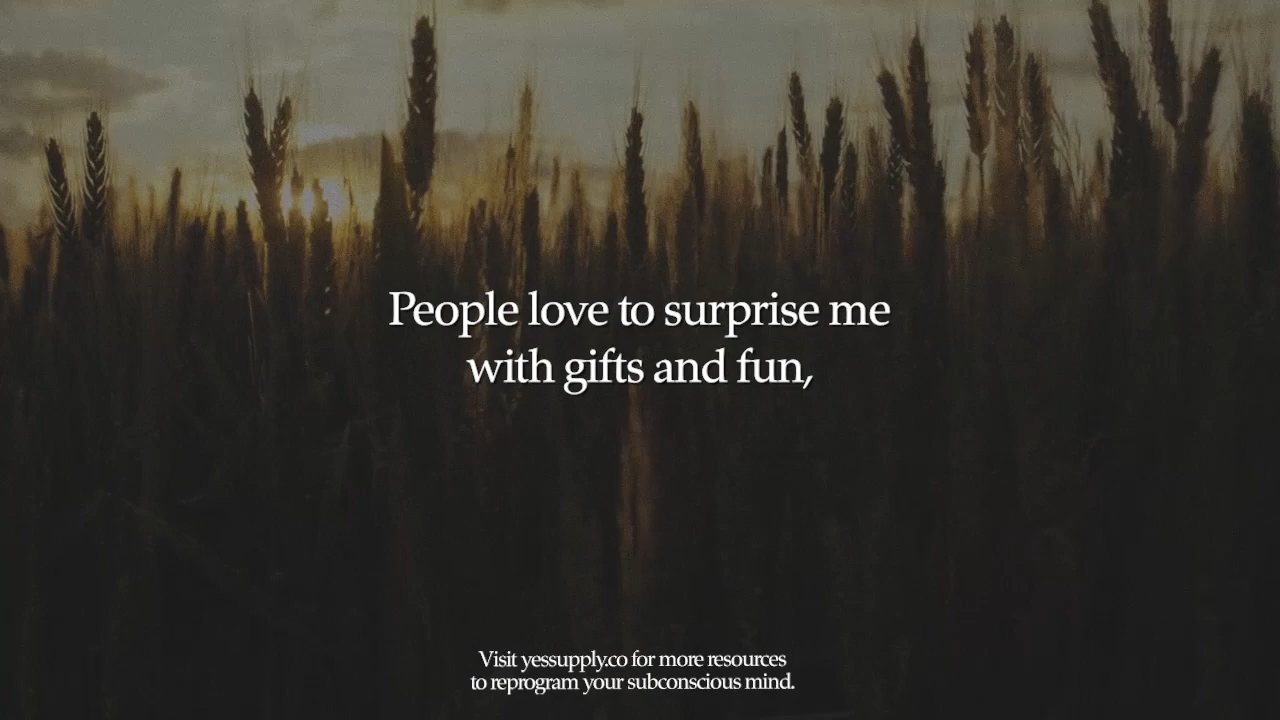 People love to surprise me
with gifts and fun,
Visit yessupply.co for more resources
to reprogram your subconscious mind.